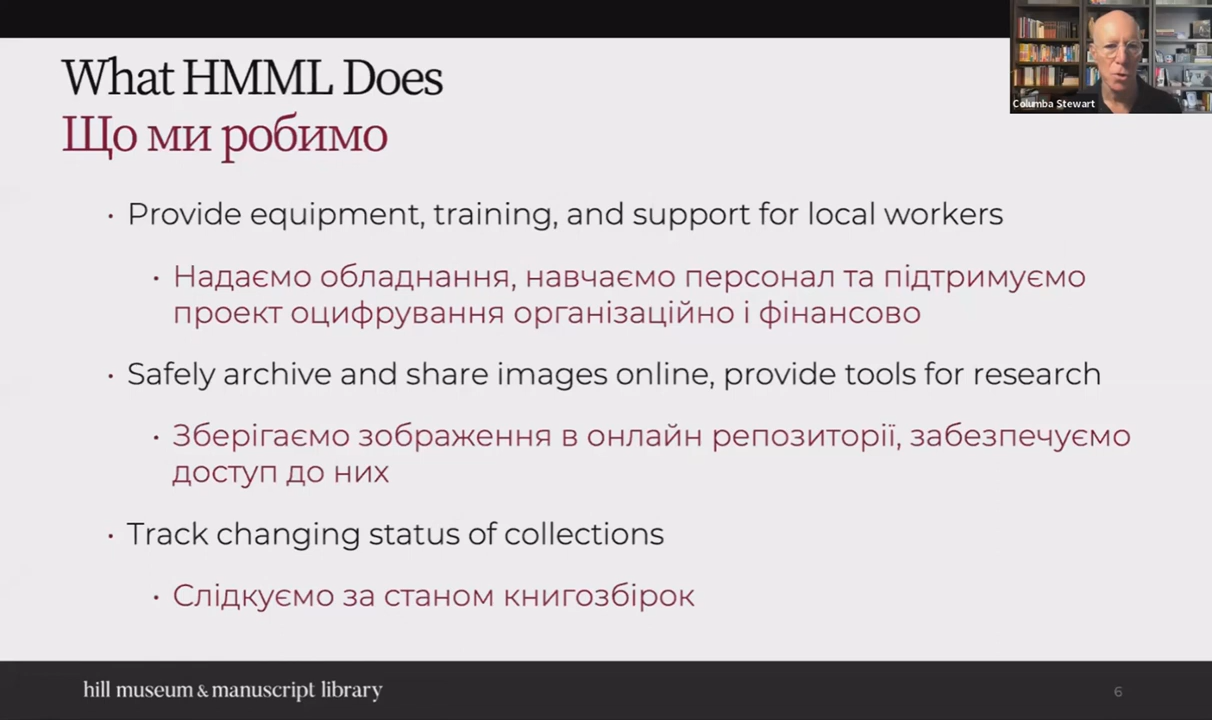 What HMML Does
Що ми робимо
Columba Stewart
· Provide equipment, training, and support for local workers
· Надаємо обладнання, навчаємо персонал та підтримуємо
проект оцифрування організаційно і фінансово
· Safely archive and share images online, provide tools for research
· Зберігаємо зображення в онлайн репозиторії, забезпечуємо
доступ до них
· Track changing status of collections
· Слідкуємо за станом книгозбірок
hill museum & manuscript library
6